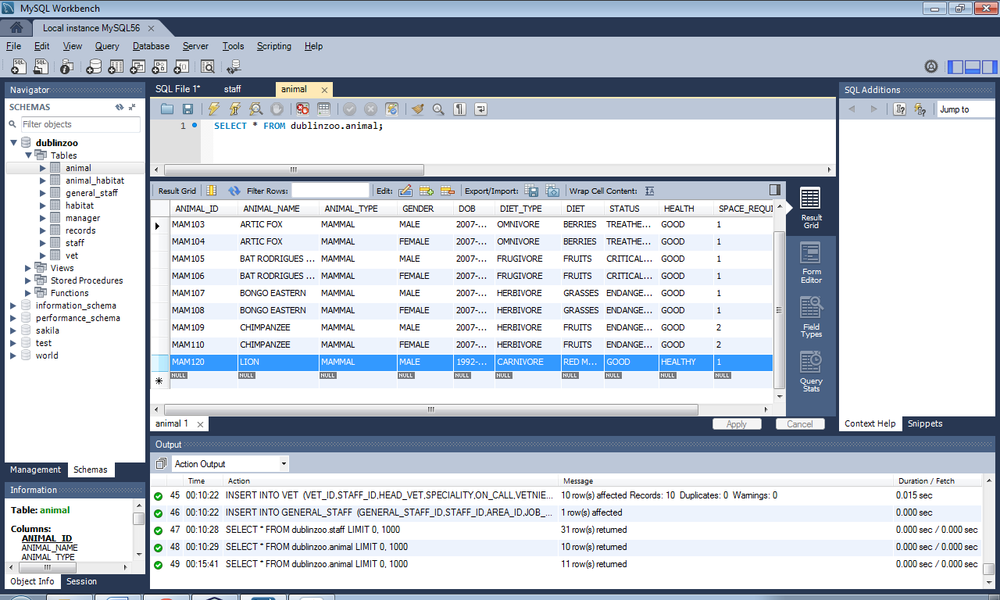 MySQL Workbench
Local instance MySQL56
File Edit View Query Database Server Tools Scripting Help
Navigator
SCHEMAS
Filter objects
dublinzoo
Tables
animal
animal_habitat
general_staff
habitat
manager
records
staff
vet
Views
Stored Procedures
Functions
information_schema
performance_schema
sakila
test
world
Management Schemas
Information
Table: animal
Columns:
ANIMAL_ID
ANIMAL_NAME
ANIMAL_TYPE
Object Info Session
SQL File 1* staff animal
1 SELECT * FROM dublinzoo.animal;
Result Grid Filter Rows: Edit: Export/Import: Wrap Cell Content:
ANIMAL_ID ANIMAL_NAME ANIMAL_TYPE GENDER DOB DIET_TYPE DIET STATUS HEALTH SPACE_REQUI
MAM103 ARTIC FOX MAMMAL MALE 2007-... OMNIVORE BERRIES TREATHE... GOOD 1
MAM104 ARTIC FOX MAMMAL FEMALE 2007-... OMNIVORE BERRIES TREATHE... GOOD 1
MAM105 BAT RODRIGUES ... MAMMAL MALE 2007-... FRUGIVORE FRUITS CRITICAL... GOOD 1
MAM106 BAT RODRIGUES ... MAMMAL FEMALE 2007-... FRUGIVORE FRUITS CRITICAL... GOOD 1
MAM107 BONGO EASTERN MAMMAL MALE 2007-... HERBIVORE GRASSES ENDANGE... GOOD 1
MAM108 BONGO EASTERN MAMMAL FEMALE 2007-... HERBIVORE GRASSES ENDANGE... GOOD 1
MAM109 CHIMPANZEE MAMMAL MALE 2007-... HERBIVORE FRUITS ENDANGE... GOOD 2
MAM110 CHIMPANZEE MAMMAL FEMALE 2007-... HERBIVORE FRUITS ENDANGE... GOOD 2
MAM120 LION MAMMAL MALE 1992-... CARNIVORE RED M... GOOD HEALTHY 1
NULL NULL NULL NULL NULL NULL NULL NULL NULL NULL
Result
Grid
Form
Editor
Field
Types
Query
Stats
animal 1 Apply Cancel
SQL Additions
Jump to
Context Help Snippets
Output
Action Output
Time Action Message Duration / Fetch
45 00:10:22 INSERT INTO VET (VET_ID,STAFF_ID,HEAD_VET,SPECIALITY,ON_CALL,VETNIE... 10 row(s) affected Records: 10 Duplicates: 0 Warnings: 0 0.015 sec
46 00:10:22 INSERT INTO GENERAL_STAFF (GENERAL_STAFF_ID,STAFF_ID,AREA_ID,JOB_... 1 row(s) affected 0.000 sec
47 00:10:28 SELECT * FROM dublinzoo.staff LIMIT 0, 1000 31 row(s) returned 0.000 sec / 0.000 sec
48 00:10:29 SELECT * FROM dublinzoo.animal LIMIT 0, 1000 10 row(s) returned 0.000 sec / 0.000 sec
49 00:15:41 SELECT * FROM dublinzoo.animal LIMIT 0, 1000 11 row(s) returned 0.000 sec / 0.000 sec